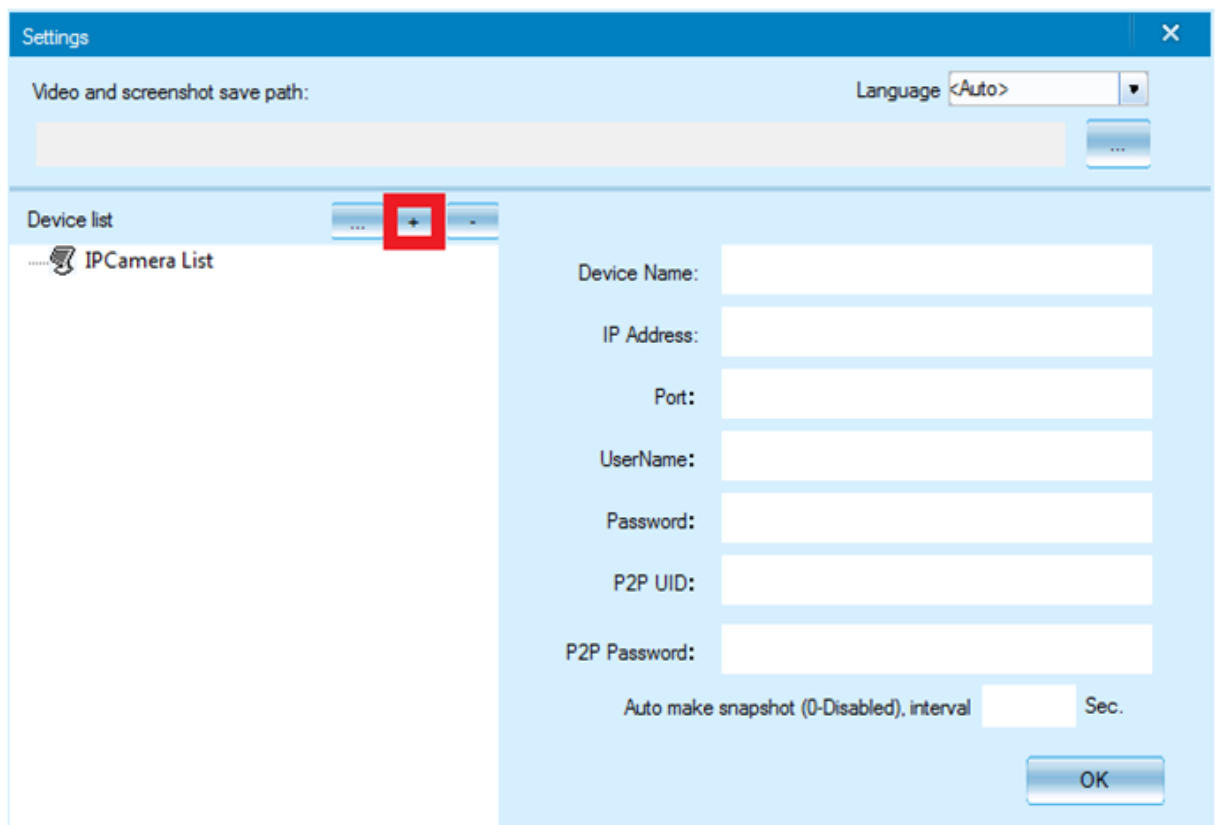 Settings
Video and screenshot save path:
Language <Auto>
...
Device list ... + -
IPCamera List
Device Name:
IP Address:
Port:
UserName:
Password:
P2P UID:
P2P Password:
Auto make snapshot (0-Disabled), interval Sec.
OK